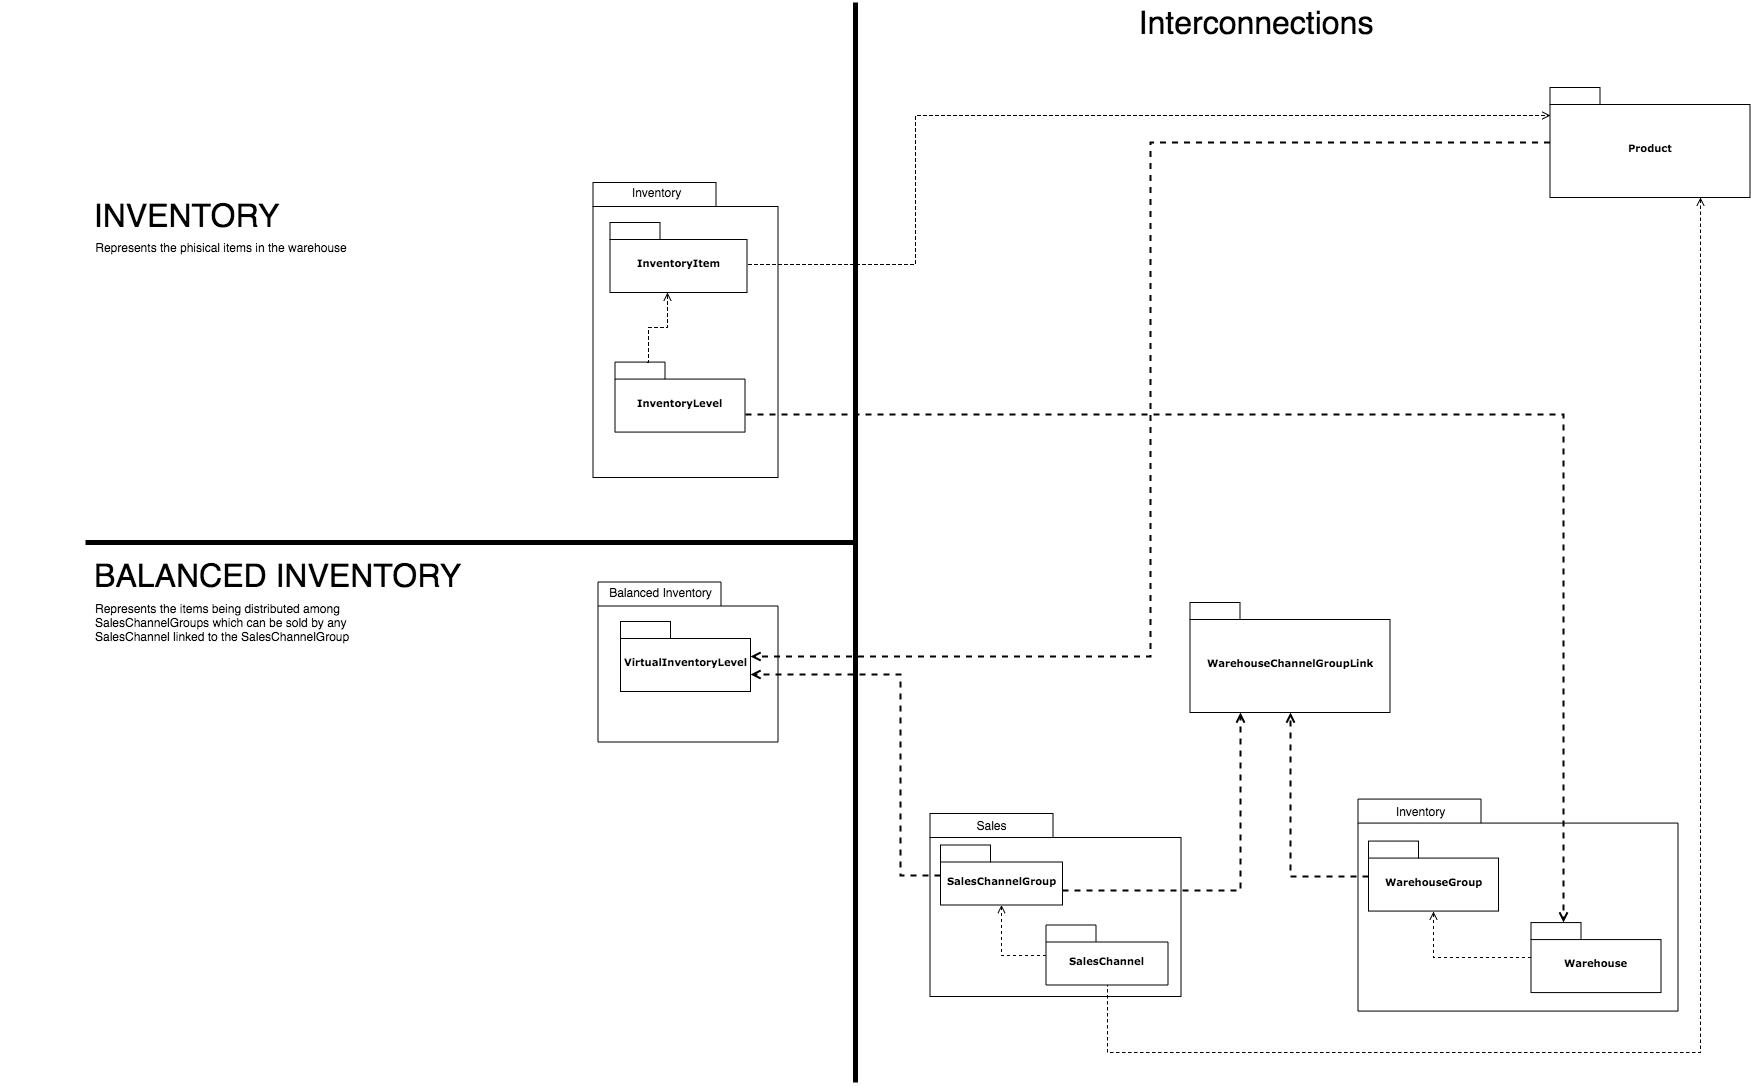 Interconnections
Product
Inventory
INVENTORY
Represents the phisical items in the warehouse
InventoryItem
InventoryLevel
BALANCED INVENTORY
Represents the items being distributed among
SalesChannelGroups which can be sold by any
SalesChannel linked to the SalesChannelGroup
Balanced Inventory
VirtualInventoryLevel
WarehouseChannelGroupLink
Sales
SalesChannelGroup
SalesChannel
Inventory
WarehouseGroup
Warehouse